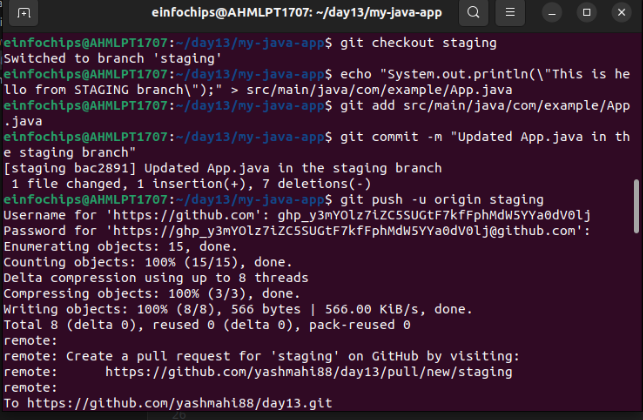 einfochips@AHMLPT1707: ~/day13/my-java-app
einfochips@AHMLPT1707:~/day13/my-java-app$ git checkout staging
Switched to branch 'staging'
einfochips@AHMLPT1707:~/day13/my-java-app$ echo "System.out.println(\"This is he
llo from STAGING branch\");" > src/main/java/com/example/App.java
einfochips@AHMLPT1707:~/day13/my-java-app$ git add src/main/java/com/example/App
.java
einfochips@AHMLPT1707:~/day13/my-java-app$ git commit -m "Updated App.java in th
e staging branch"
[staging bac2891] Updated App.java in the staging branch
 1 file changed, 1 insertion(+), 7 deletions(-)
einfochips@AHMLPT1707:~/day13/my-java-app$ git push -u origin staging
Username for 'https://github.com': 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
Password for 'https://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@github.com':
Enumerating objects: 15, done.
Counting objects: 100% (15/15), done.
Delta compression using up to 8 threads
Compressing objects: 100% (3/3), done.
Writing objects: 100% (8/8), 566 bytes | 566.00 KiB/s, done.
Total 8 (delta 0), reused 0 (delta 0), pack-reused 0
remote:
remote: Create a pull request for 'staging' on GitHub by visiting:
remote:      https://github.com/yashmahi88/day13/pull/new/staging
remote:
To https://github.com/yashmahi88/day13.git